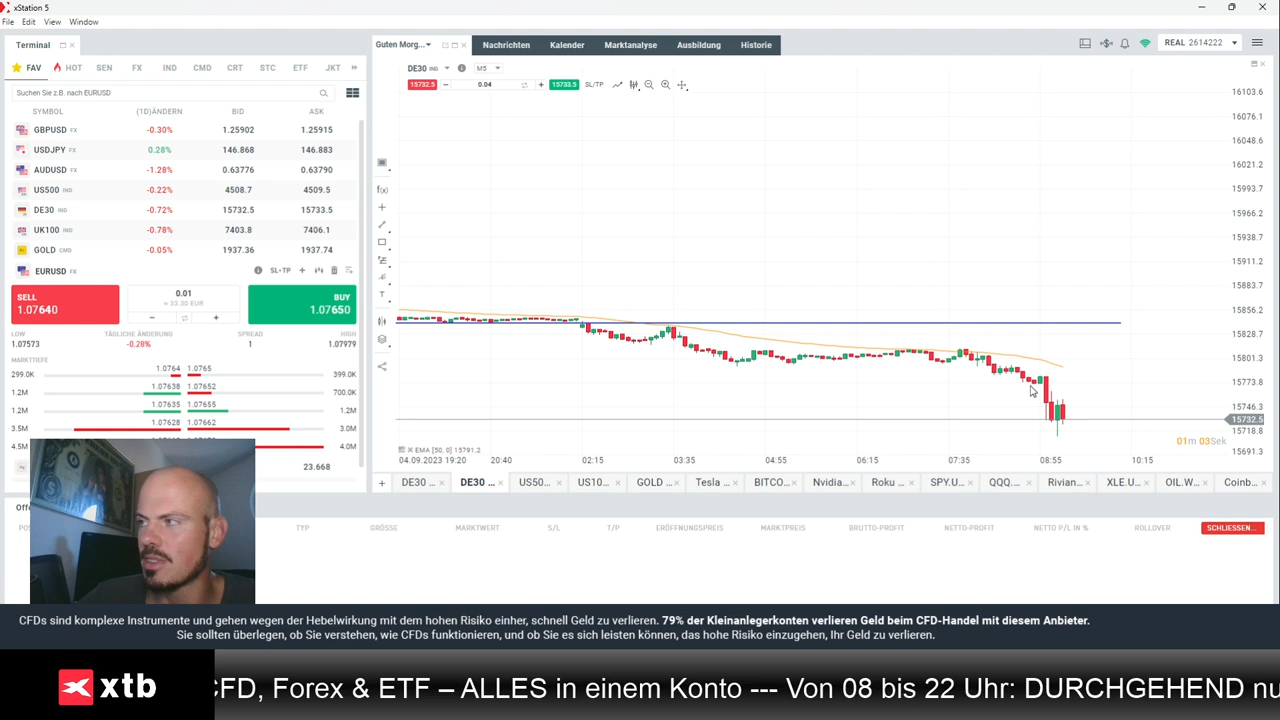 xStation 5
File Edit View Window
Terminal
FAV HOT SEN FX IND CMD CRT STC ETF JKT
Suchen Sie z.B. nach EURUSD
SYMBOL (1D)ÄNDERN BID ASK
GBPUSD FX -0.30% 1.25902 1.25915
USDJPY FX 0.28% 146.868 146.883
AUDUSD FX -1.28% 0.63776 0.63790
US500 IND -0.22% 4508.7 4509.5
DE30 IND -0.72% 15732.5 15733.5
UK100 IND -0.78% 7403.8 7406.1
GOLD CMD -0.05% 1937.36 1937.74
EURUSD FX SL+TP
SELL 1.07640
0.01
≈ 33.30 EUR
BUY 1.07650
LOW TÄGLICHE ÄNDERUNG SPREAD HIGH
1.07573 -0.28% 1 1.07979
MARKTTIEFE
299.0K 1.0764 1.0765 399.0K
1.2M 1.07638 1.07652 700.0K
1.2M 1.07635 1.07655 1.2M
3.5M 1.07628 1.07662 3.5M
4.5M 4.0M
23.668
Guten Morg... Nachrichten Kalender Marktanalyse Ausbildung Historie
REAL 2614222
DE30 IND M5
15732.5 0.04 15733.5 SL/TP
16103.6
16076.1
16048.6
16021.2
15993.7
15966.2
15938.7
15911.2
15883.7
15856.2
15828.7
15801.3
15773.8
15746.3
15732.5
15718.8
15691.3
01m 03Sek
EMA [50, 0] 15791.2
04.09.2023 19:20 20:40 02:15 03:35 04:55 06:15 07:35 08:55 10:15
DE30 ... DE30 ... US50... US10... GOLD ... Tesla ... BITCO... Nvidia... Roku ... SPY.U... QQQ.... Rivian... XLE.U... OIL.W... Coinb...
TYP GRÖSSE MARKTWERT S/L T/P ERÖFFNUNGSPREIS MARKTPREIS BRUTTO-PROFIT NETTO-PROFIT NETTO P/L IN % ROLLOVER SCHLIESSEN...
CFDs sind komplexe Instrumente und gehen wegen der Hebelwirkung mit dem hohen Risiko einher, schnell Geld zu verlieren. 79% der Kleinanlegerkonten verlieren Geld beim CFD-Handel mit diesem Anbieter.
Sie sollten überlegen, ob Sie verstehen, wie CFDs funktionieren, und ob Sie es sich leisten können, das hohe Risiko einzugehen, Ihr Geld zu verlieren.
xtb
CFD, Forex & ETF – ALLES in einem Konto --- Von 08 bis 22 Uhr: DURCHGEHEND nu